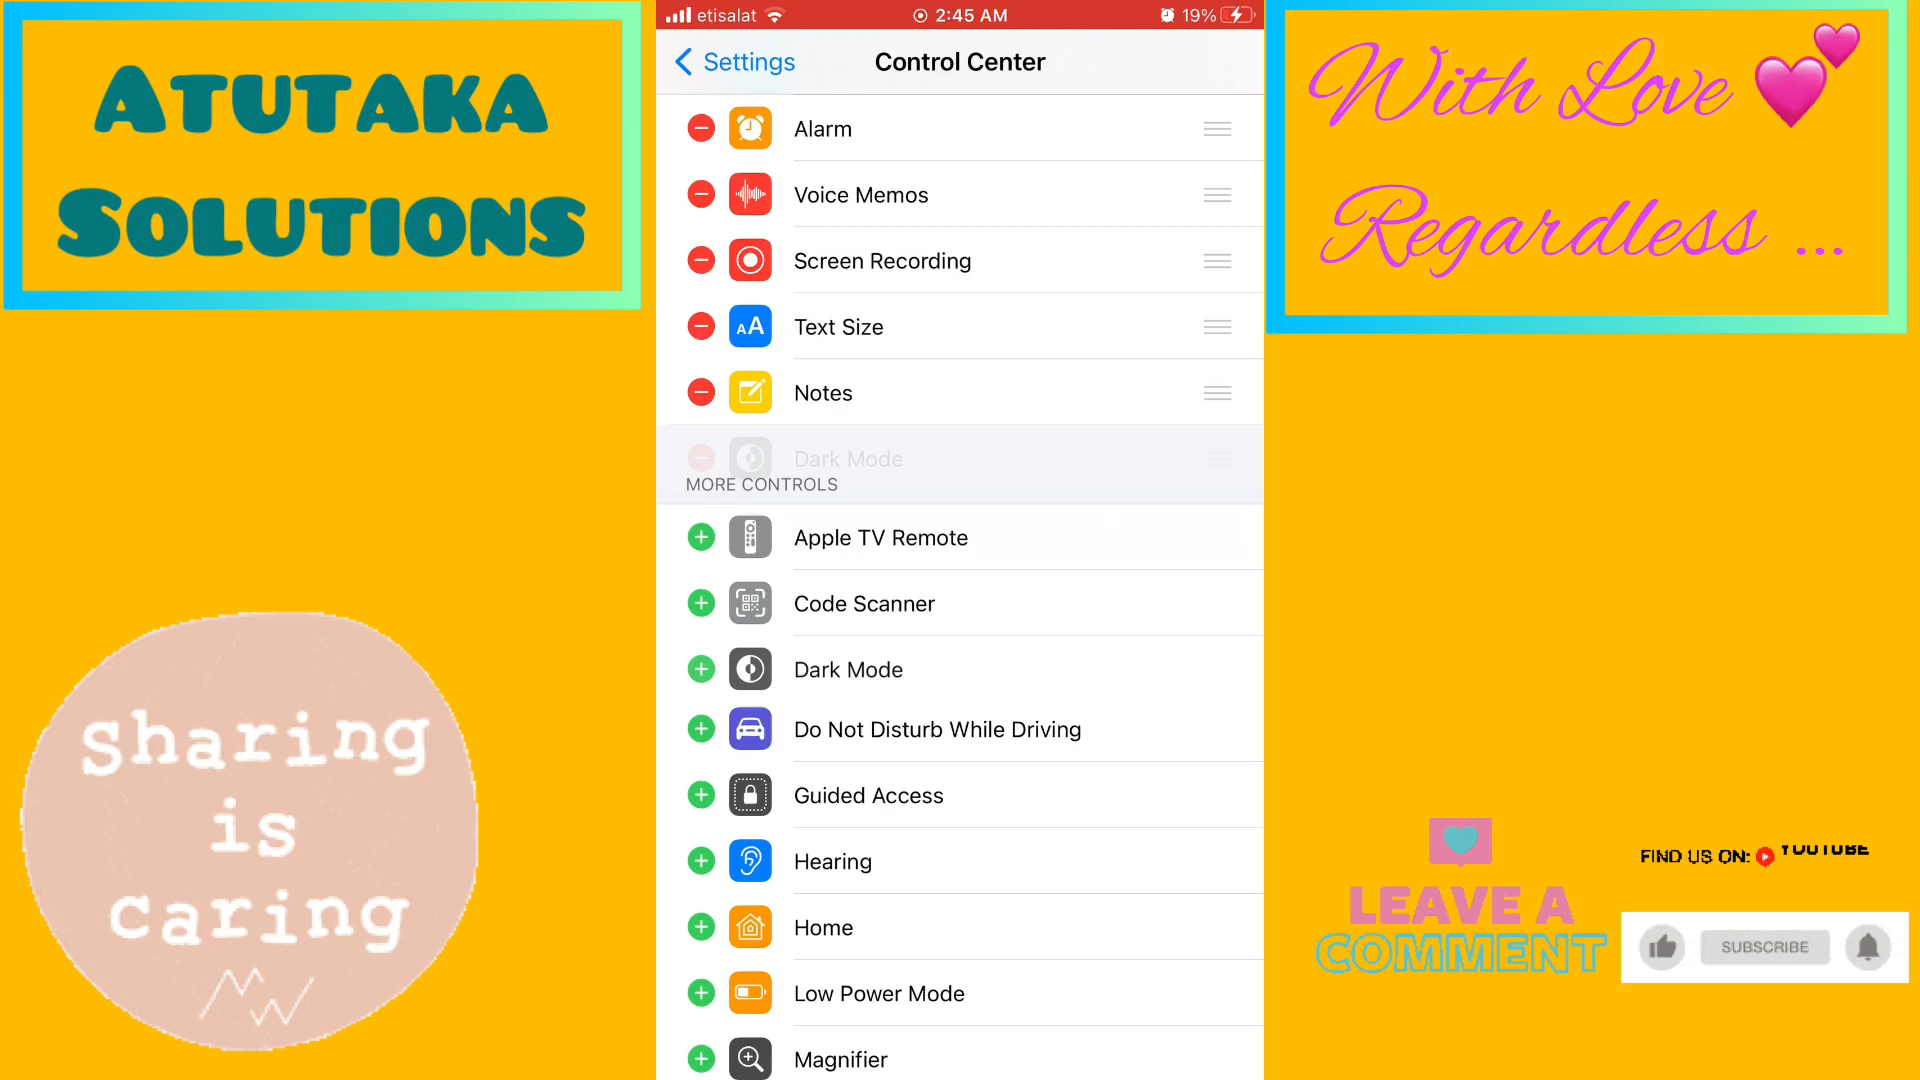 ATUTAKA
SOLUTIONS
Sharing
is
caring
etisalat
2:45 AM
19%
Settings
Control Center
Alarm
Voice Memos
Screen Recording
AA
Text Size
Notes
Dark Mode
MORE CONTROLS
Apple TV Remote
Code Scanner
Dark Mode
Do Not Disturb While Driving
Guided Access
Hearing
Home
Low Power Mode
Magnifier
With Love 💕
Regardless ...
LEAVE A
COMMENT
FIND US ON: YOUTUBE
SUBSCRIBE